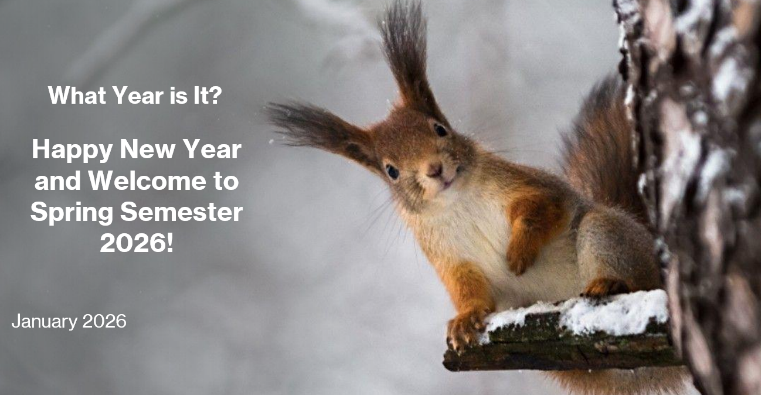 What Year is It?
Happy New Year
and Welcome to
Spring Semester
2026!
January 2026